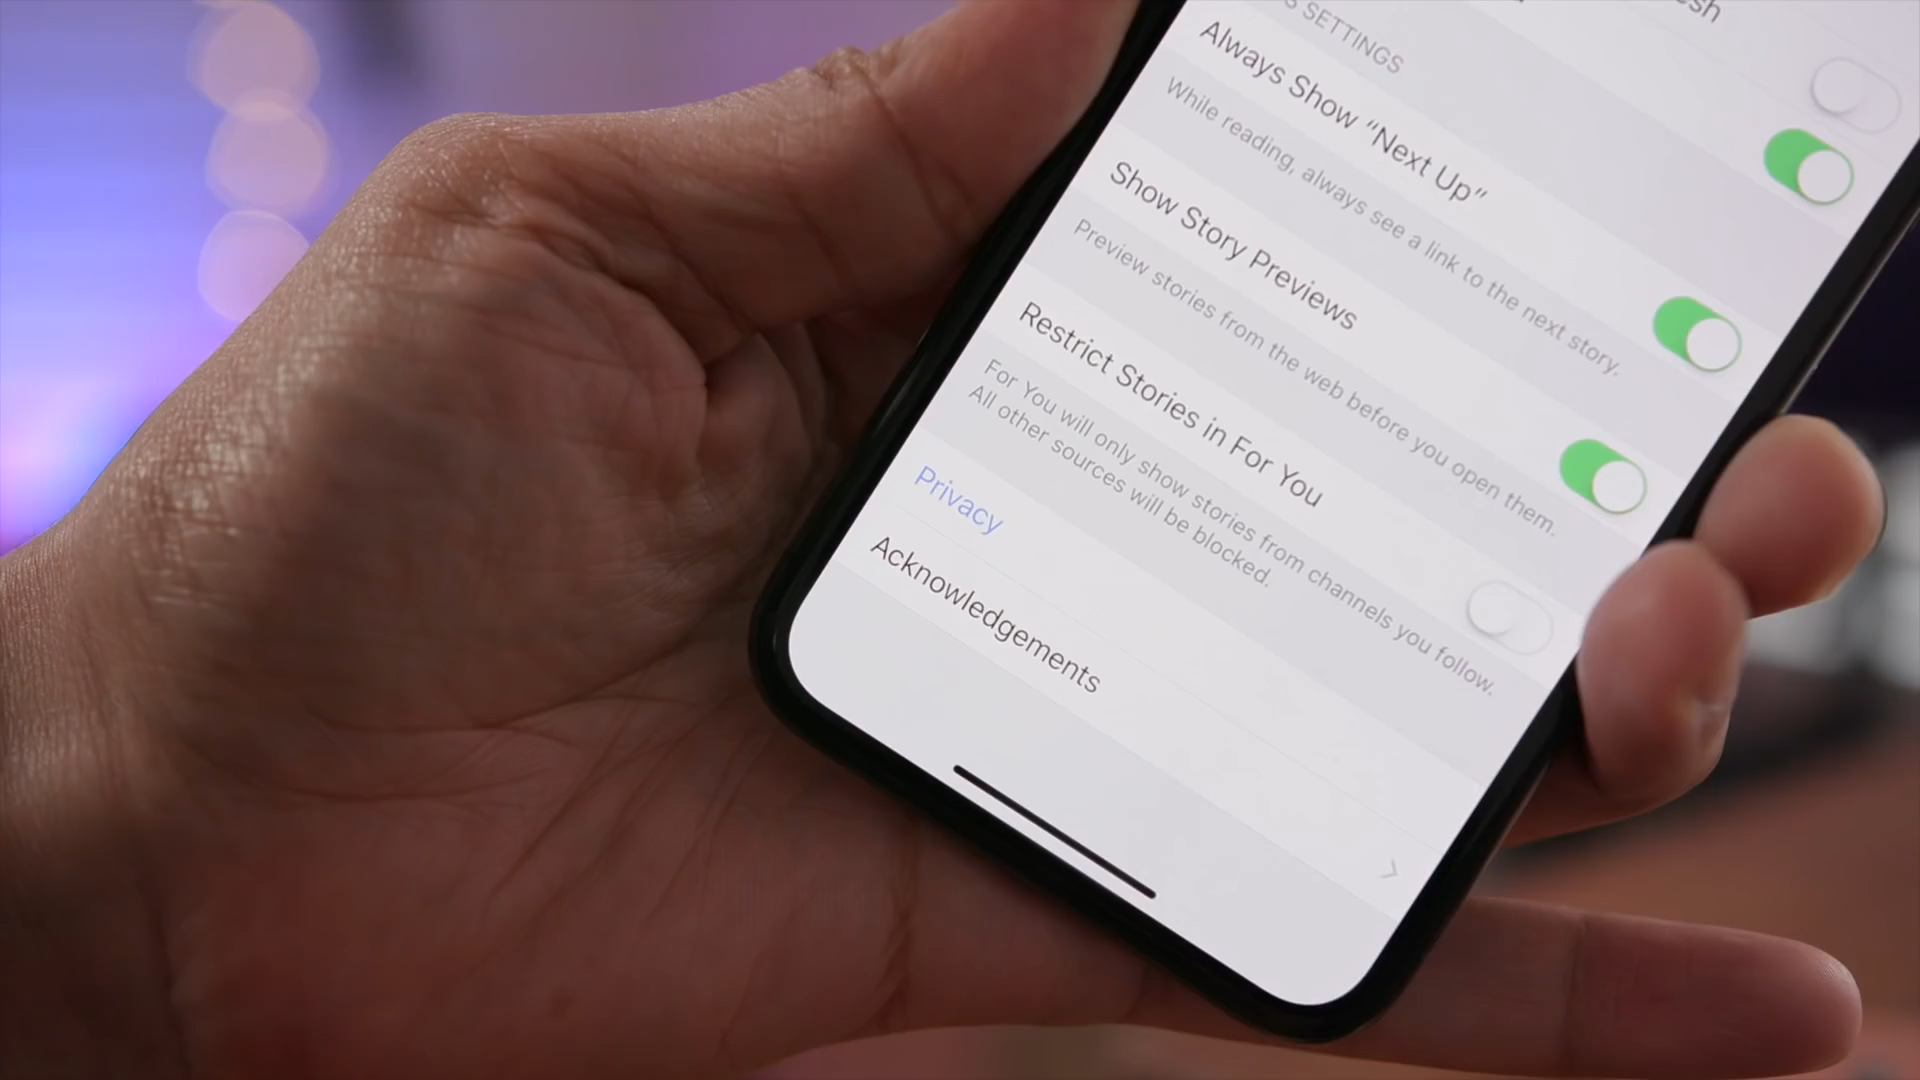 SETTINGS
Always Show “Next Up”
While reading, always see a link to the next story.
Show Story Previews
Preview stories from the web before you open them.
Restrict Stories in For You
For You will only show stories from channels you follow.
All other sources will be blocked.
Privacy
Acknowledgements